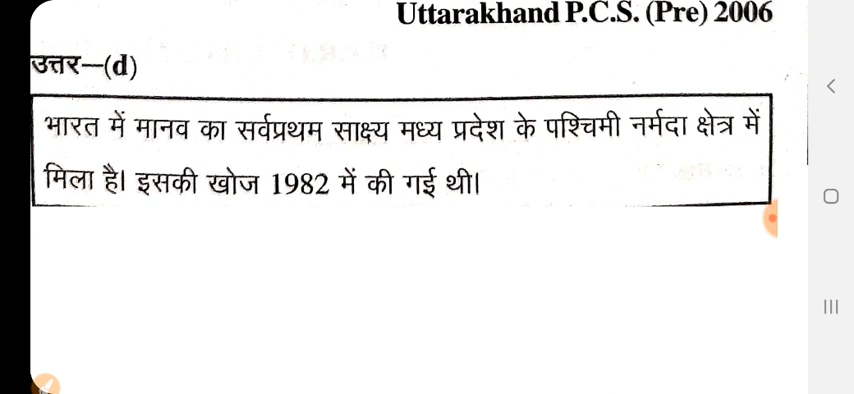 Uttarakhand P.C.S. (Pre) 2006
उत्तर—(d)
भारत में मानव का सर्वप्रथम साक्ष्य मध्य प्रदेश के पश्चिमी नर्मदा क्षेत्र में
मिला है। इसकी खोज 1982 में की गई थी।